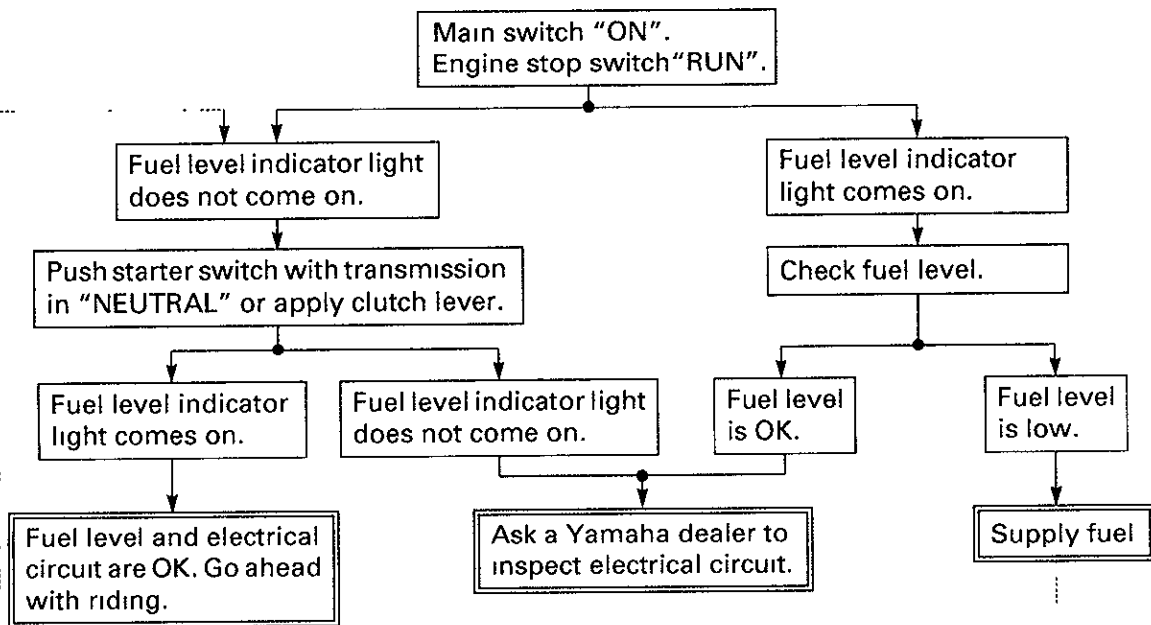 Main switch “ON”.
Engine stop switch“RUN”.
Fuel level indicator light
does not come on.
Fuel level indicator
light comes on.
Push starter switch with transmission
in “NEUTRAL” or apply clutch lever.
Check fuel level.
Fuel level indicator
light comes on.
Fuel level indicator light
does not come on.
Fuel level
is OK.
Fuel level
is low.
Fuel level and electrical
circuit are OK. Go ahead
with riding.
Ask a Yamaha dealer to
inspect electrical circuit.
Supply fuel